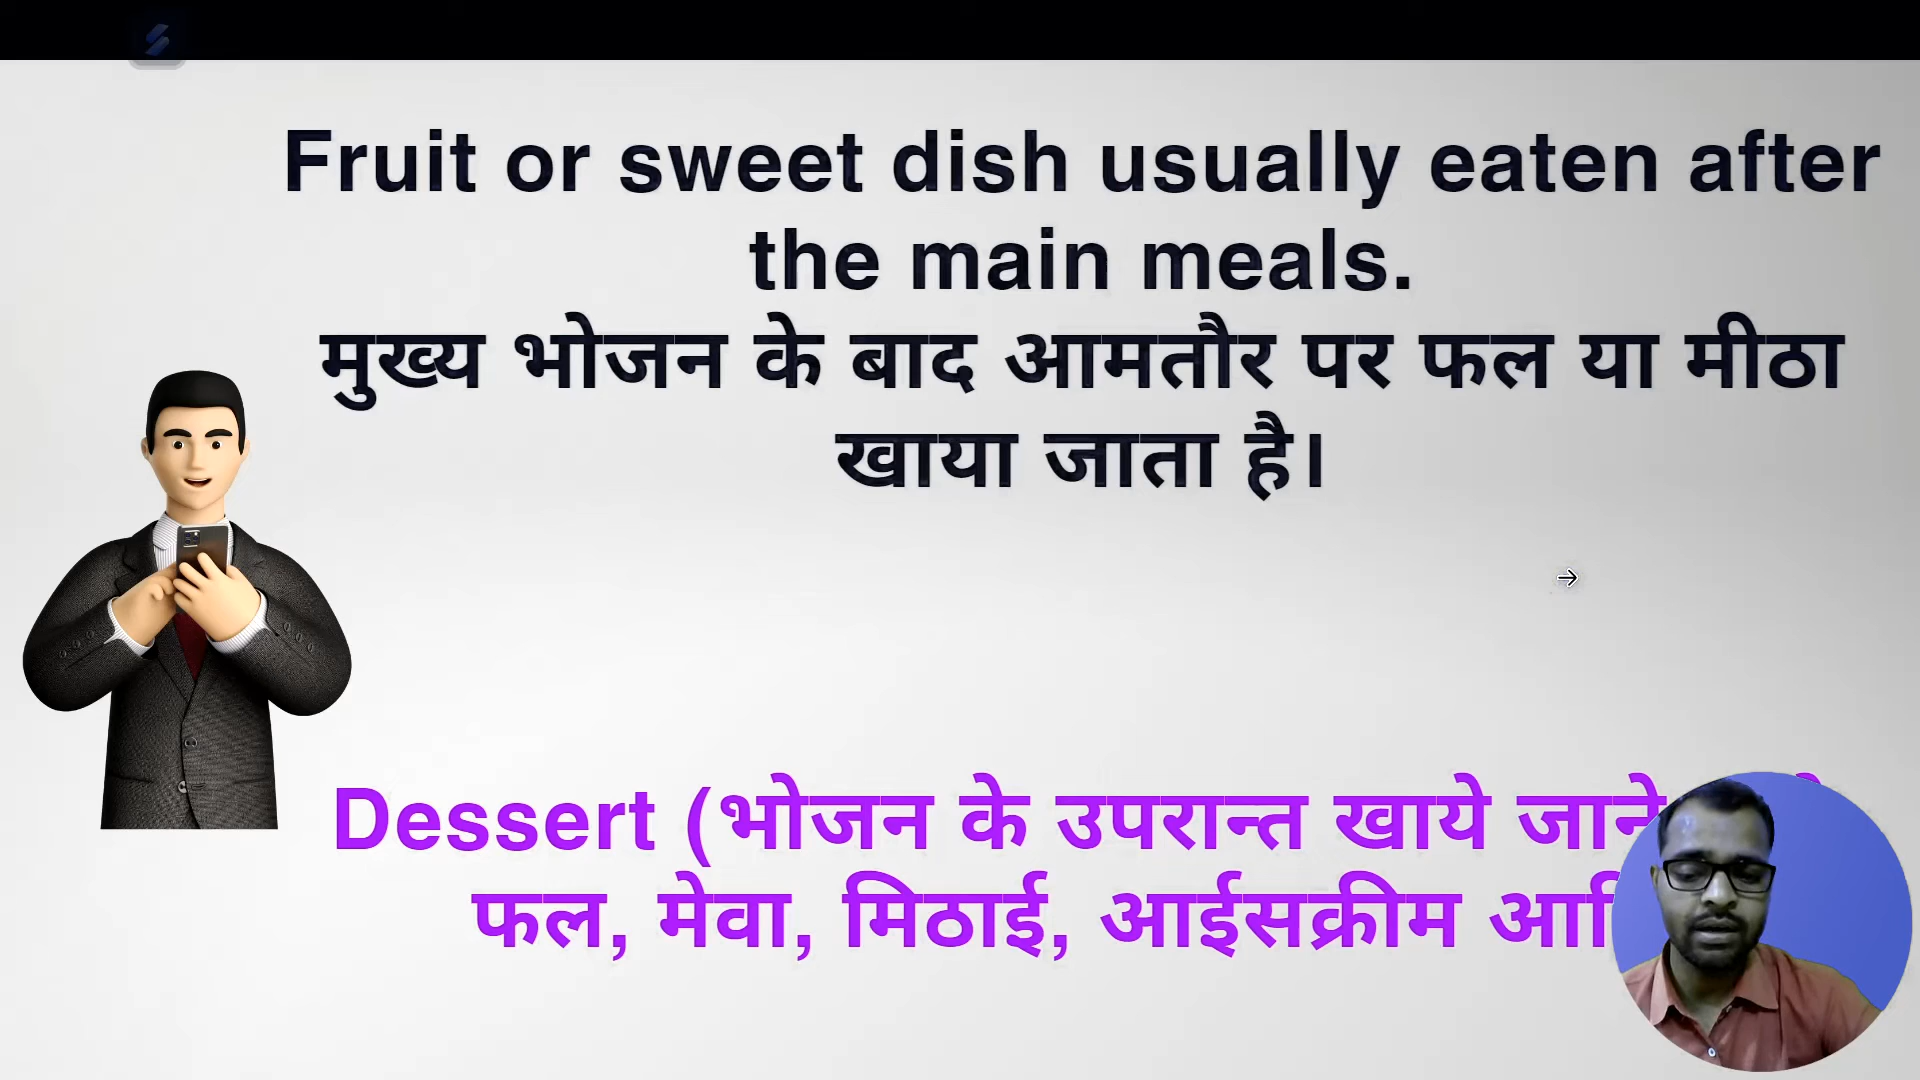 Fruit or sweet dish usually eaten after
the main meals.
मुख्य भोजन के बाद आमतौर पर फल या मीठा
खाया जाता है।
Dessert (भोजन के उपरान्त खाये जाने
फल, मेवा, मिठाई, आईसक्रीम